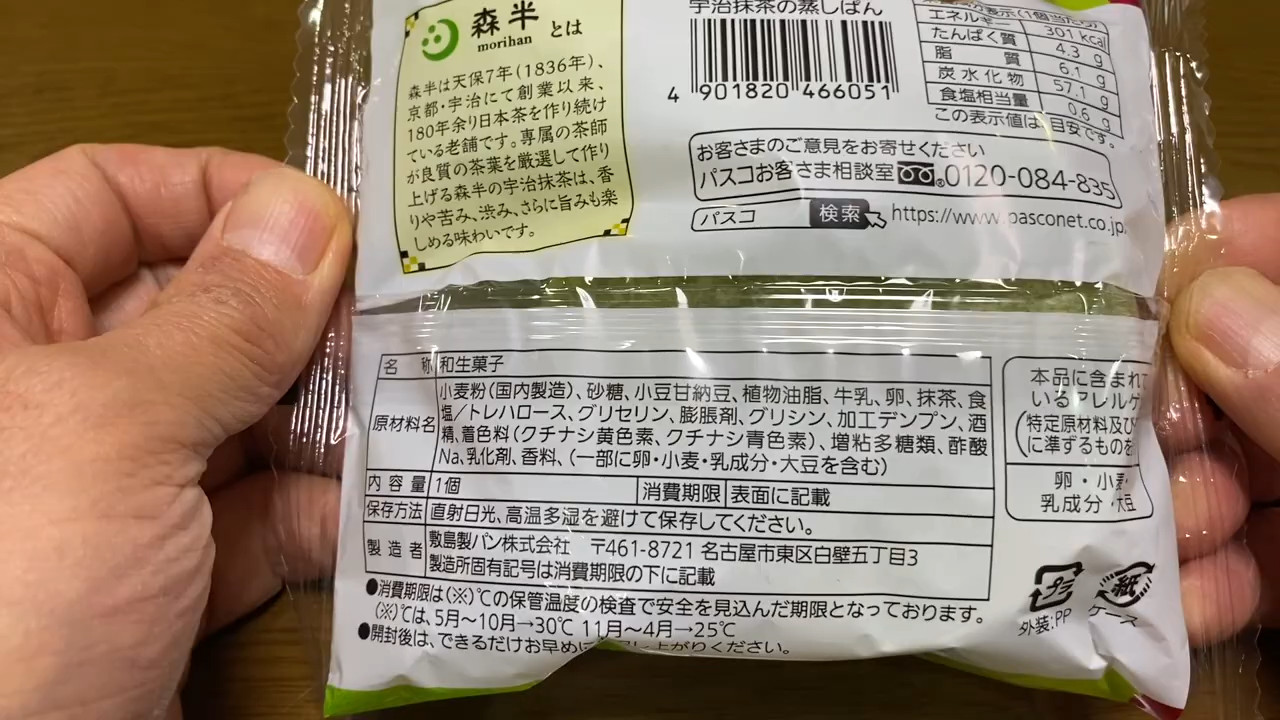 森半 とは
morihan
森半は天保7年(1836年)、
京都・宇治にて創業以来、
180年余り日本茶を作り続け
ている老舗です。専属の茶師
が良質の茶葉を厳選して作り
上げる森半の宇治抹茶は、香
りや苦み、渋み、さらに旨みも楽
しめる味わいです。
宇治抹茶の蒸しぱん
4 901820 466051
表示(1個当たり)
エネルギー 301 kcal
たんぱく質 4.3 g
脂質 6.1 g
炭水化物 57.1 g
食塩相当量 0.6 g
この表示値は、目安です。
お客さまのご意見をお寄せください
パスコお客さま相談室 0120-084-835
パスコ 検索 https://www.pasconet.co.jp
名称 和生菓子
原材料名 小麦粉(国内製造)、砂糖、小豆甘納豆、植物油脂、牛乳、卵、抹茶、食
塩/トレハロース、グリセリン、膨脹剤、グリシン、加工デンプン、酒
精、着色料(クチナシ黄色素、クチナシ青色素)、増粘多糖類、酢酸
Na、乳化剤、香料、(一部に卵・小麦・乳成分・大豆を含む)
内容量 1個 消費期限 表面に記載
保存方法 直射日光、高温多湿を避けて保存してください。
製造者 敷島製パン株式会社 〒461-8721 名古屋市東区白壁五丁目3
製造所固有記号は消費期限の下に記載
●消費期限は(※)℃の保管温度の検査で安全を見込んだ期限となっております。
(※)℃は、5月～10月→30℃ 11月～4月→25℃
●開封後は、できるだけお早めに 上がりください。
本品に含まれて
いるアレルゲ
(特定原材料及び
に準ずるものを
卵・小麦・
乳成分・大豆
プラ
外装:PP
紙
ケース